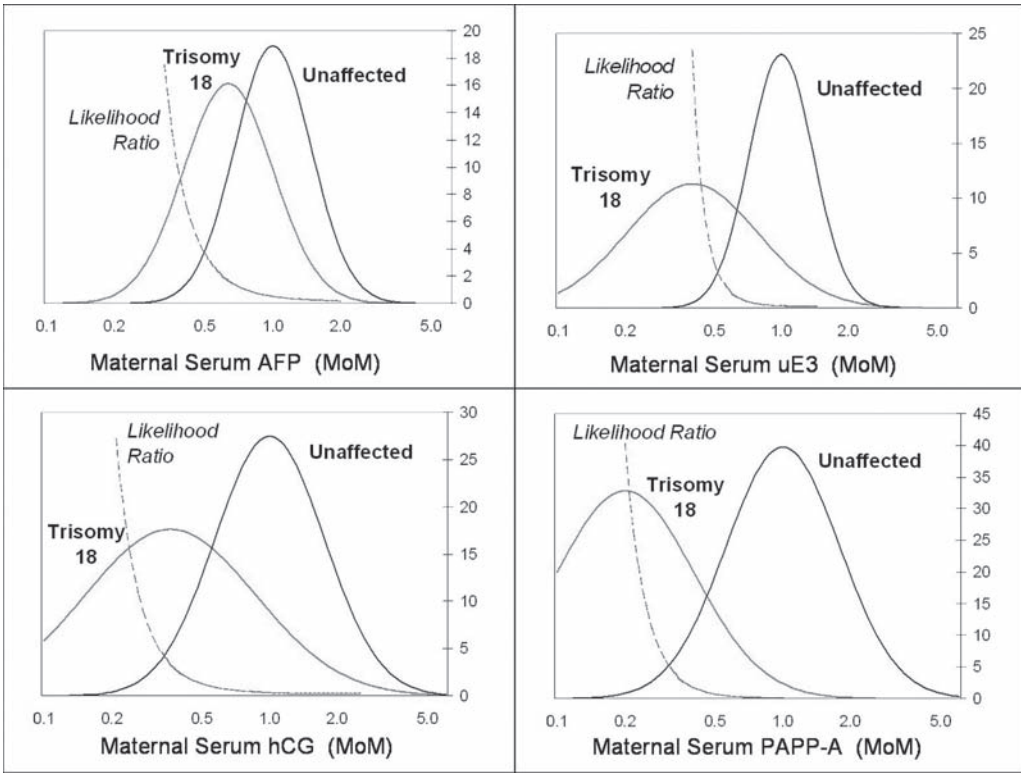 Trisomy
18
Unaffected
Likelihood
Ratio
20
18
16
14
12
10
8
6
4
2
0
0.1 0.2 0.5 1.0 2.0 5.0
Maternal Serum AFP (MoM)
Likelihood
Ratio
Unaffected
Trisomy
18
25
20
15
10
5
0
0.1 0.2 0.5 1.0 2.0 5.0
Maternal Serum uE3 (MoM)
Likelihood
Ratio
Unaffected
Trisomy
18
30
25
20
15
10
5
0
0.1 0.2 0.5 1.0 2.0 5.0
Maternal Serum hCG (MoM)
Likelihood Ratio
Unaffected
Trisomy
18
45
40
35
30
25
20
15
10
5
0
0.1 0.2 0.5 1.0 2.0 5.0
Maternal Serum PAPP-A (MoM)